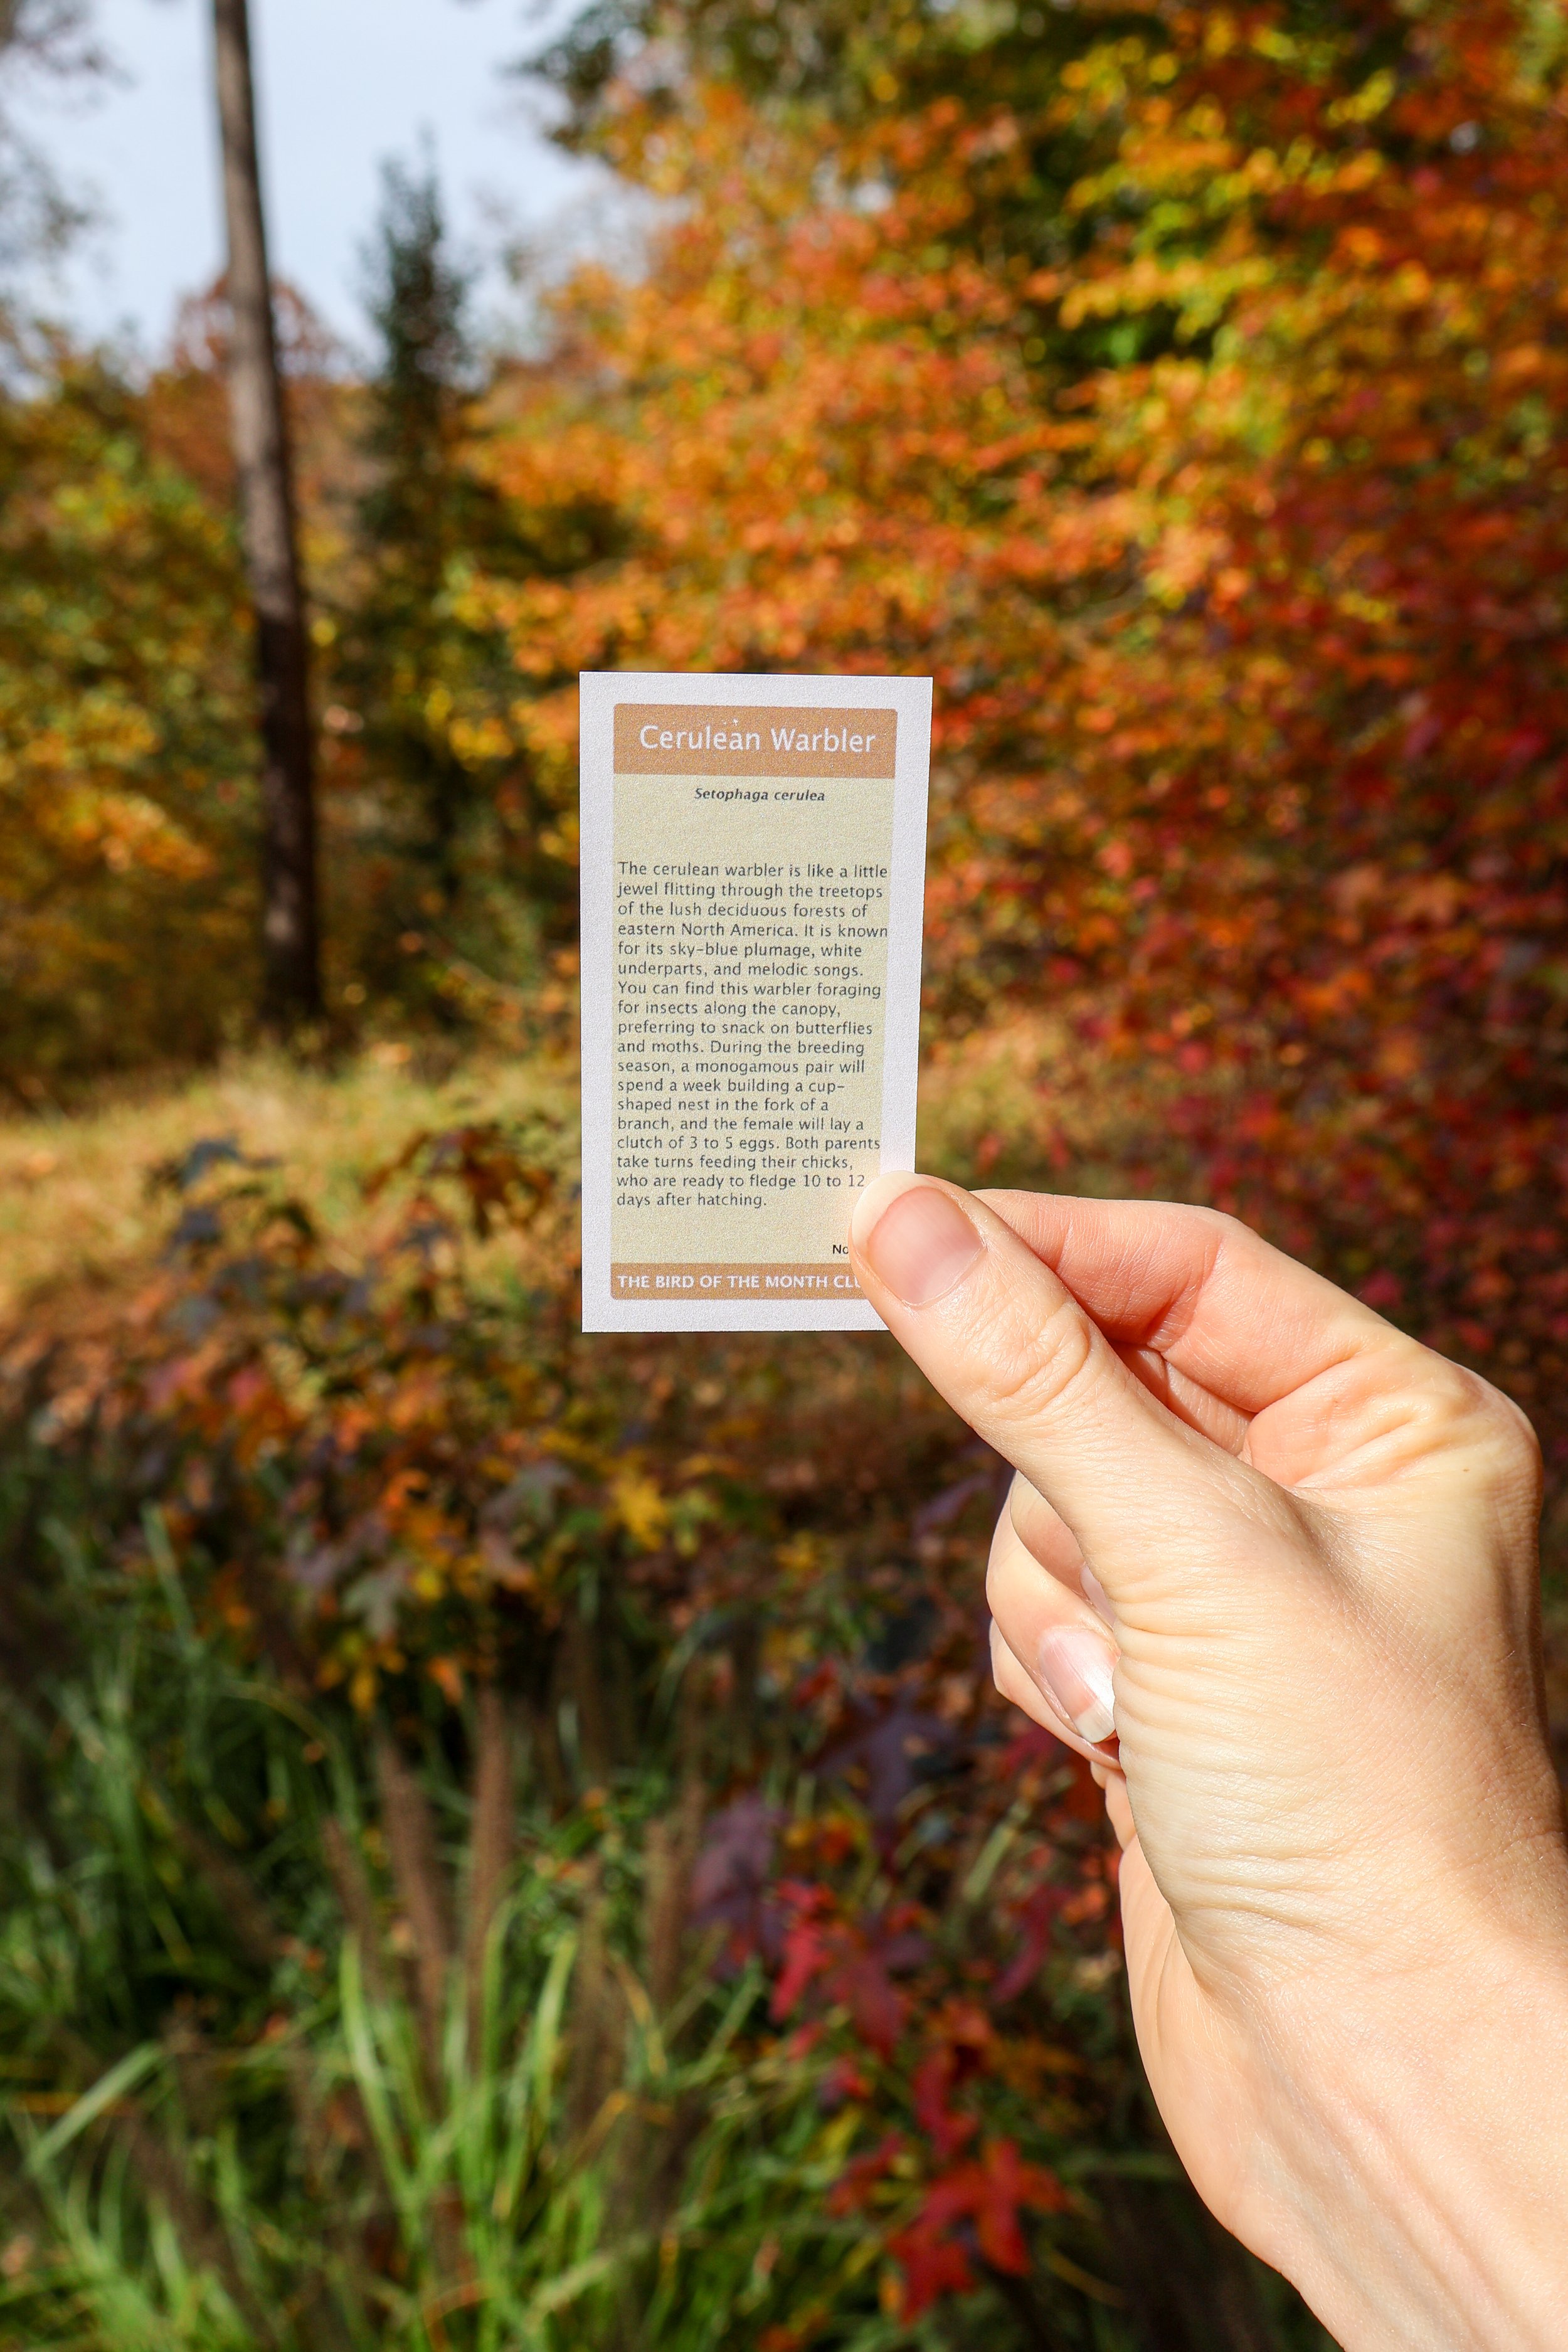 Cerulean Warbler
Setophaga cerulea
The cerulean warbler is like a little
jewel flitting through the treetops
of the lush deciduous forests of
eastern North America. It is known
for its sky-blue plumage, white
underparts, and melodic songs.
You can find this warbler foraging
for insects along the canopy,
preferring to snack on butterflies
and moths. During the breeding
season, a monogamous pair will
spend a week building a cup-
shaped nest in the fork of a
branch, and the female will lay a
clutch of 3 to 5 eggs. Both parents
take turns feeding their chicks,
who are ready to fledge 10 to 12
days after hatching.
THE BIRD OF THE MONTH